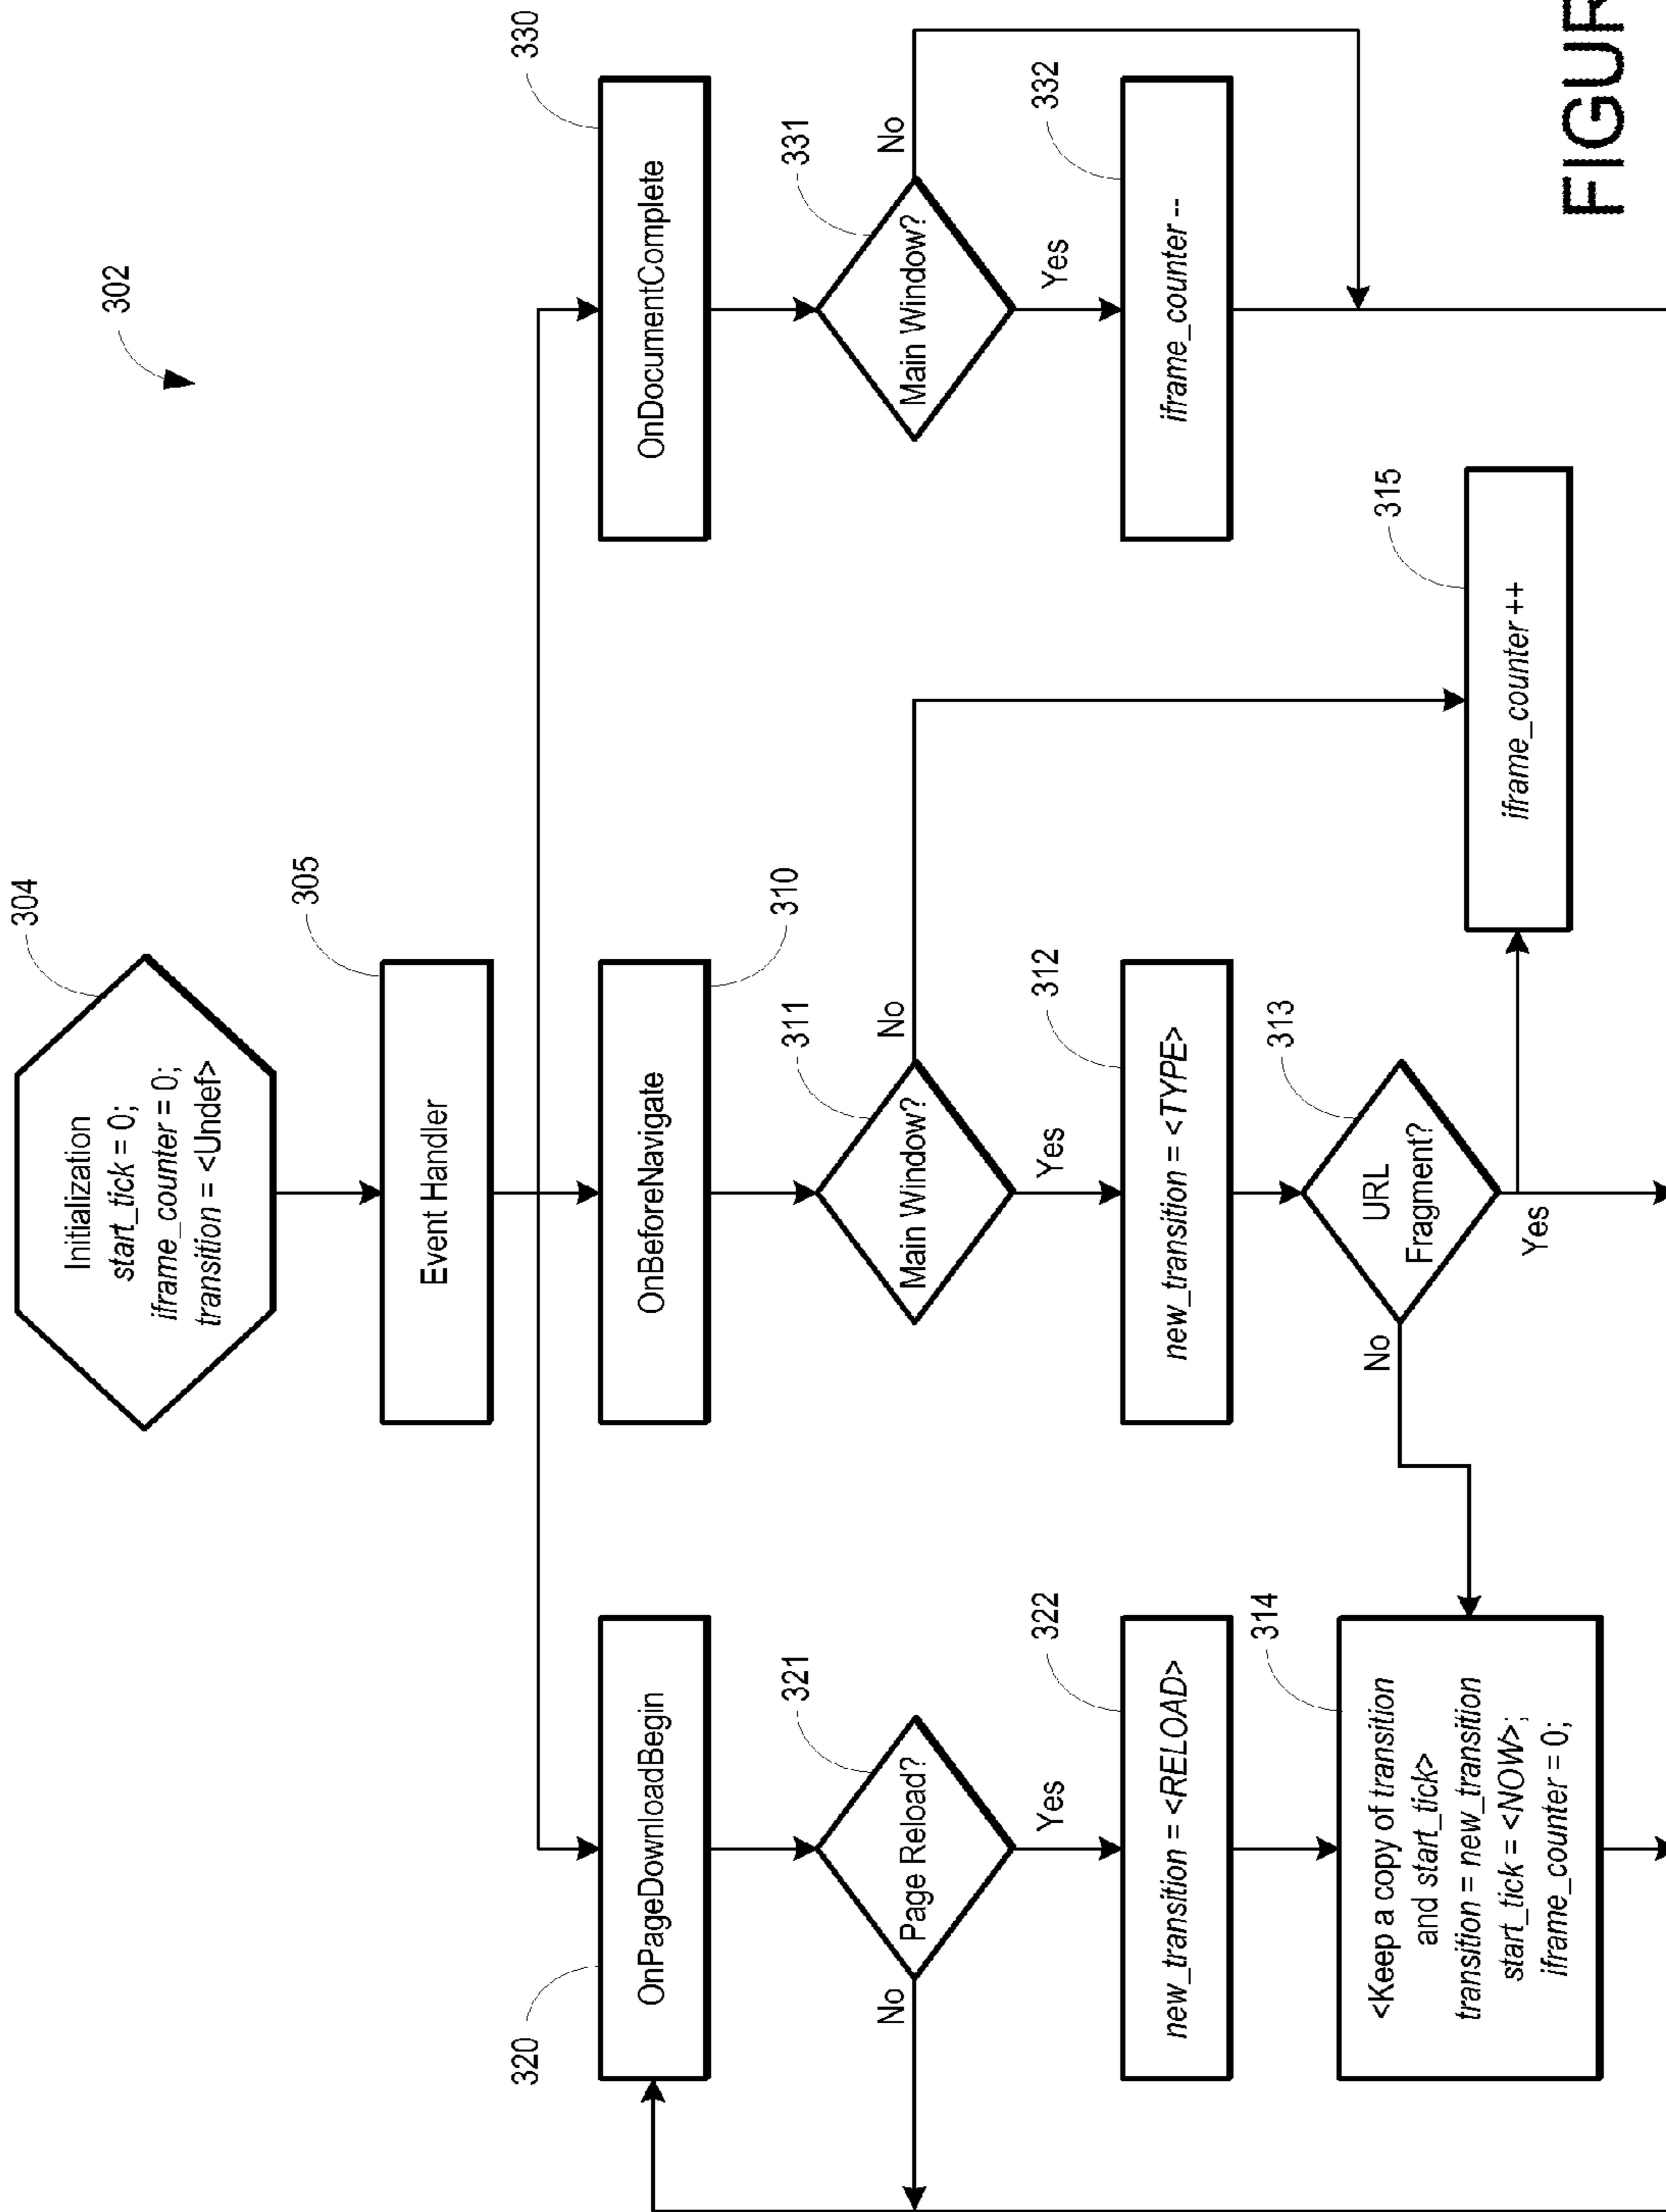 302
304
Initialization
start_tick = 0;
iframe_counter = 0;
transition = <Undef>
305
Event Handler
320
OnPageDownloadBegin
310
OnBeforeNavigate
330
OnDocumentComplete
321
Page Reload?
No
Yes
311
Main Window?
No
Yes
331
Main Window?
No
Yes
322
new_transition = <RELOAD>
312
new_transition = <TYPE>
332
iframe_counter --
313
URL
Fragment?
No
Yes
314
<Keep a copy of transition
and start_tick>
transition = new_transition
start_tick = <NOW>;
iframe_counter = 0;
315
iframe_counter ++